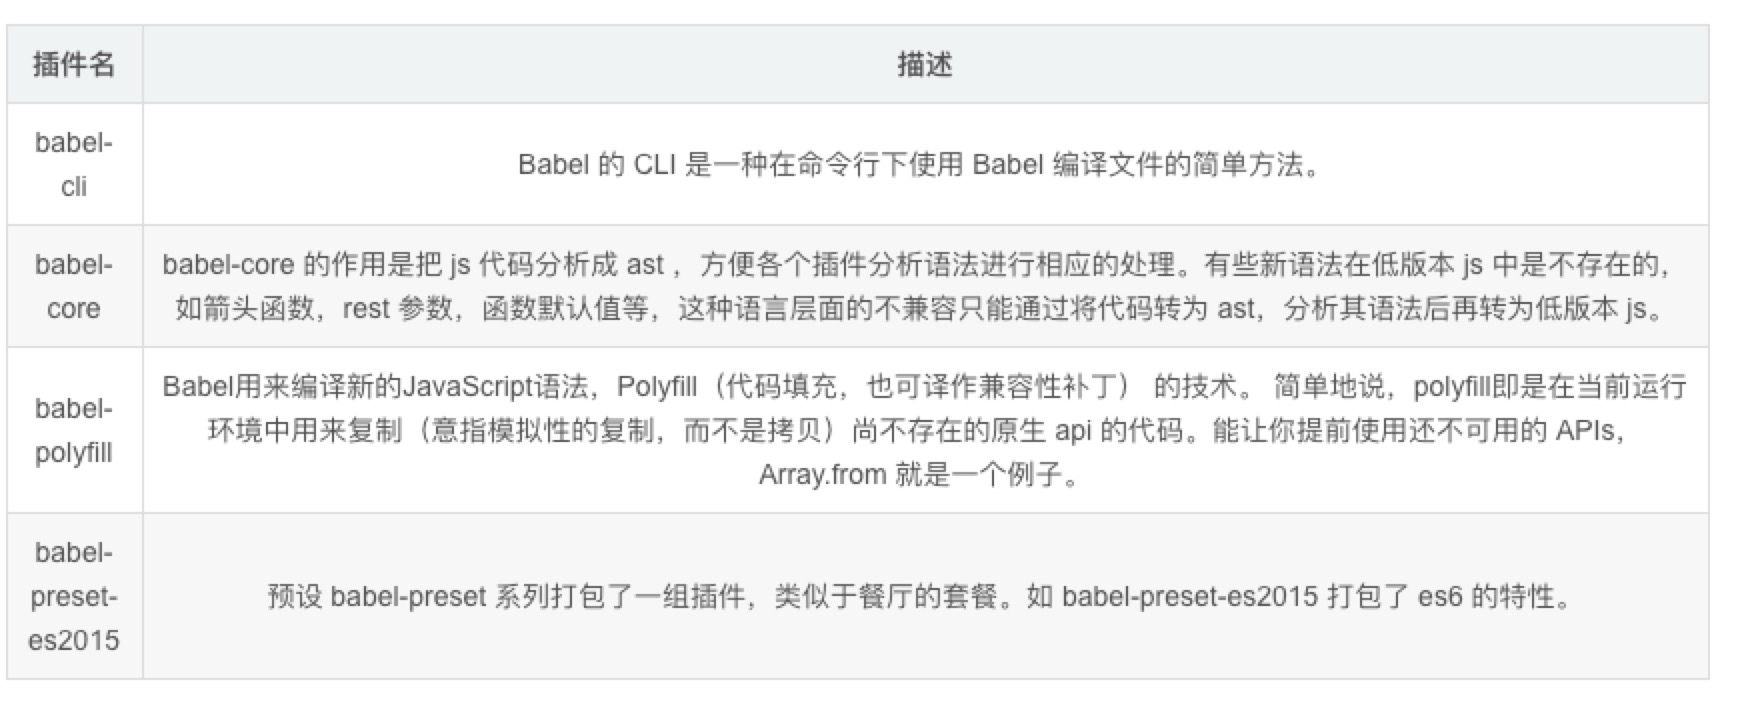 插件名
描述
babel-
cli
Babel 的 CLI 是一种在命令行下使用 Babel 编译文件的简单方法。
babel-
core
babel-core 的作用是把 js 代码分析成 ast ，方便各个插件分析语法进行相应的处理。有些新语法在低版本 js 中是不存在的，
如箭头函数，rest 参数，函数默认值等，这种语言层面的不兼容只能通过将代码转为 ast，分析其语法后再转为低版本 js。
babel-
polyfill
Babel用来编译新的JavaScript语法，Polyfill（代码填充，也可译作兼容性补丁） 的技术。 简单地说，polyfill即是在当前运行
环境中用来复制（意指模拟性的复制，而不是拷贝）尚不存在的原生 api 的代码。能让你提前使用还不可用的 APIs，
Array.from 就是一个例子。
babel-
preset-
es2015
预设 babel-preset 系列打包了一组插件，类似于餐厅的套餐。如 babel-preset-es2015 打包了 es6 的特性。